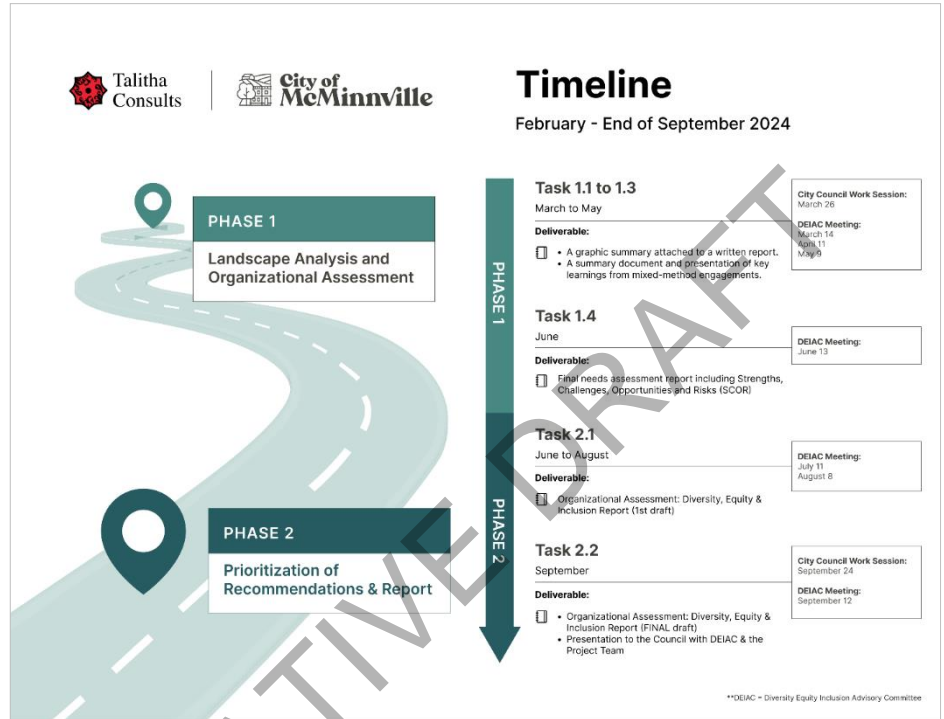 Talitha
Consults
City of
McMinnville
Timeline
February - End of September 2024
PHASE 1
Landscape Analysis and
Organizational Assessment
PHASE 2
Prioritization of
Recommendations & Report
PHASE 1
PHASE 2
Task 1.1 to 1.3
March to May
Deliverable:
• A graphic summary attached to a written report.
• A summary document and presentation of key
learnings from mixed-method engagements.
City Council Work Session:
March 26
DEIAC Meeting:
March 14
April 11
May 9
Task 1.4
June
Deliverable:
Final needs assessment report including Strengths,
Challenges, Opportunities and Risks (SCOR)
DEIAC Meeting:
June 13
Task 2.1
June to August
Deliverable:
Organizational Assessment: Diversity, Equity &
Inclusion Report (1st draft)
DEIAC Meeting:
July 11
August 8
Task 2.2
September
Deliverable:
• Organizational Assessment: Diversity, Equity &
Inclusion Report (FINAL draft)
• Presentation to the Council with DEIAC & the
Project Team
City Council Work Session:
September 24
DEIAC Meeting:
September 12
**DEIAC = Diversity Equity Inclusion Advisory Committee
TIVE DRAFT